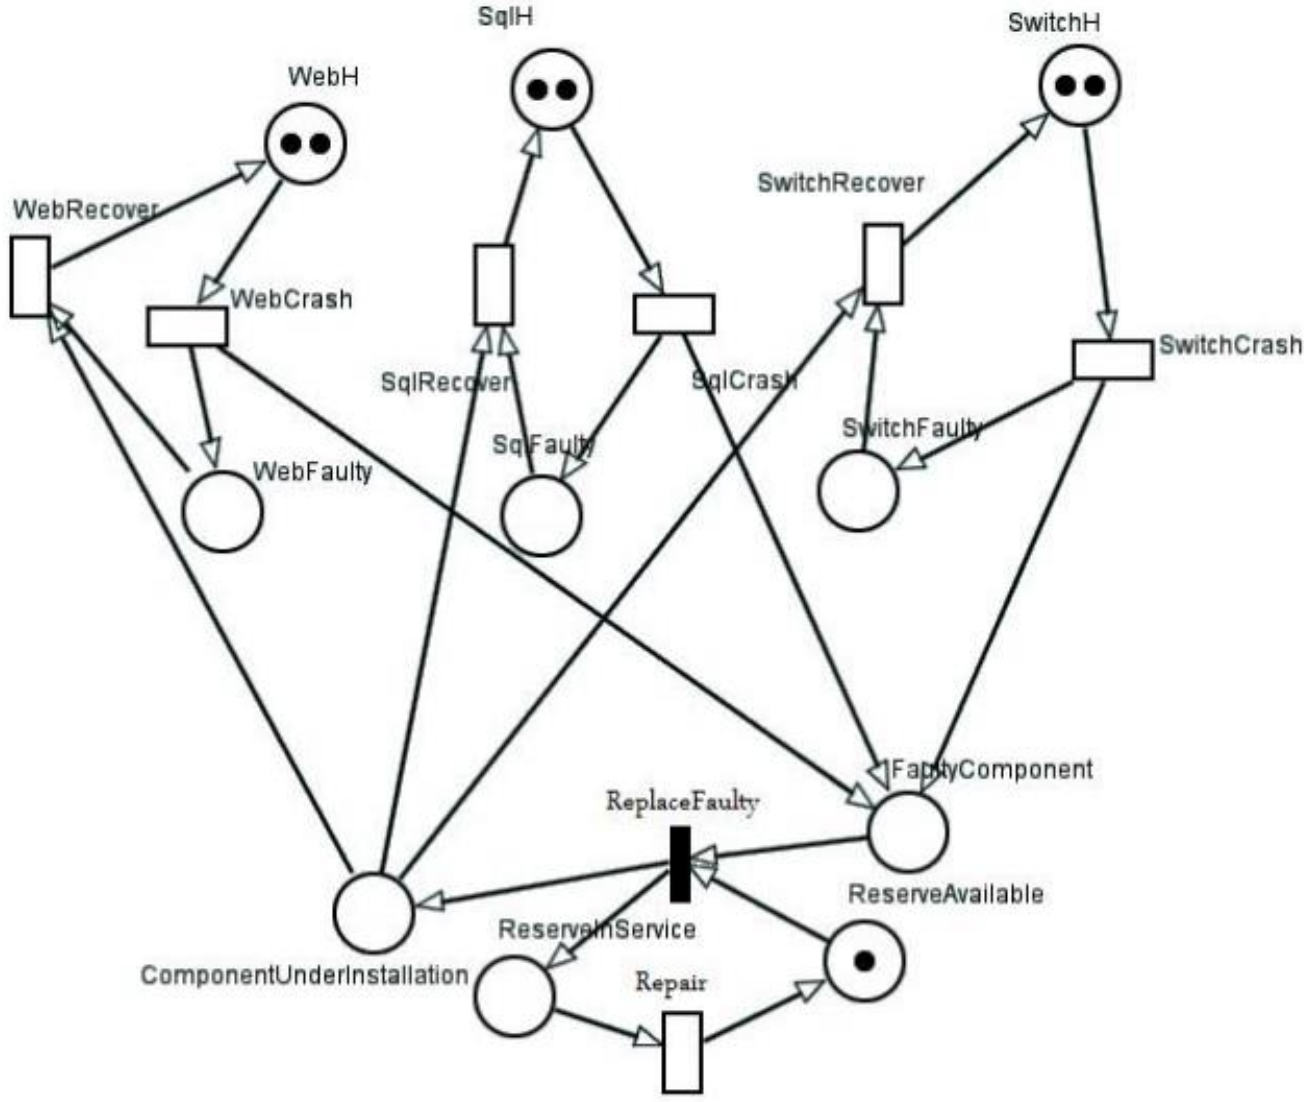 SqlH
SwitchH
WebH
SwitchRecover
WebRecover
WebCrash
SwitchCrash
SqlRecover
SqlCrash
SwitchFaulty
SqlFaulty
WebFaulty
FaultyComponent
ReplaceFaulty
ReserveAvailable
ReserveInService
ComponentUnderInstallation
Repair